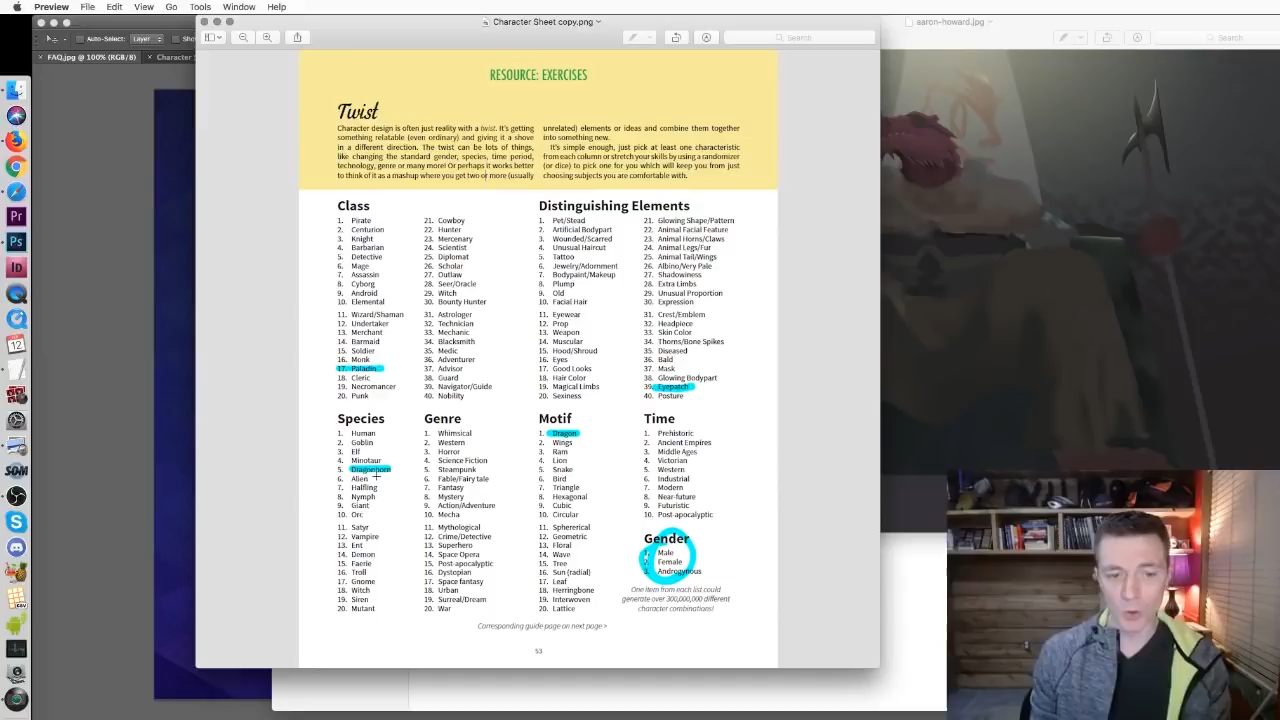 Preview File Edit View Go Tools Window Help
Character Sheet copy.png
aaron-howard.jpg
Auto-Select: Layer
Search
Search
FAQ.jpg @ 100% (RGB/8)
Character
RESOURCE: EXERCISES
Twist
Character design is often just reality with a twist. It's getting
something relatable (even ordinary) and giving it a shove
in a different direction. The twist can be lots of things,
like changing the standard gender, species, time period,
technology, genre or many more! Or perhaps it works better
to think of it as a mashup where you get two or more (usually
unrelated) elements or ideas and combine them together
into something new.
It's simple enough, just pick at least one characteristic
from each column or stretch your skills by using a randomizer
(or dice) to pick one for you which will keep you from just
choosing subjects you are comfortable with.
Class
1. Pirate
2. Centurion
3. Knight
4. Barbarian
5. Detective
6. Mage
7. Assassin
8. Cyborg
9. Android
10. Elemental
11. Wizard/Shaman
12. Undertaker
13. Merchant
14. Barmaid
15. Soldier
16. Monk
17. Paladin
18. Cleric
19. Necromancer
20. Punk
21. Cowboy
22. Hunter
23. Mercenary
24. Scientist
25. Diplomat
26. Scholar
27. Outlaw
28. Seer/Oracle
29. Witch
30. Bounty Hunter
31. Astrologer
32. Technician
33. Mechanic
34. Blacksmith
35. Medic
36. Adventurer
37. Advisor
38. Guard
39. Navigator/Guide
40. Nobility
Distinguishing Elements
1. Pet/Stead
2. Artificial Bodypart
3. Wounded/Scarred
4. Unusual Haircut
5. Tattoo
6. Jewelry/Adornment
7. Bodypaint/Makeup
8. Plump
9. Old
10. Facial Hair
11. Eyewear
12. Prop
13. Weapon
14. Muscular
15. Hood/Shroud
16. Eyes
17. Good Looks
18. Hair Color
19. Magical Limbs
20. Sexiness
21. Glowing Shape/Pattern
22. Animal Facial Feature
23. Animal Horns/Claws
24. Animal Legs/Fur
25. Animal Tail/Wings
26. Albino/Very Pale
27. Shadowiness
28. Extra Limbs
29. Unusual Proportion
30. Expression
31. Crest/Emblem
32. Headpiece
33. Skin Color
34. Thorns/Bone Spikes
35. Diseased
36. Bald
37. Mask
38. Glowing Bodypart
39. Eyepatch
40. Posture
Species
1. Human
2. Goblin
3. Elf
4. Minotaur
5. Dragonborn
6. Alien
7. Halfling
8. Nymph
9. Giant
10. Orc
11. Satyr
12. Vampire
13. Ent
14. Demon
15. Faerie
16. Troll
17. Gnome
18. Witch
19. Siren
20. Mutant
Genre
1. Whimsical
2. Western
3. Horror
4. Science Fiction
5. Steampunk
6. Fable/Fairy tale
7. Fantasy
8. Mystery
9. Action/Adventure
10. Mecha
11. Mythological
12. Crime/Detective
13. Superhero
14. Space Opera
15. Post-apocalyptic
16. Dystopian
17. Space fantasy
18. Urban
19. Surreal/Dream
20. War
Motif
1. Dragon
2. Wings
3. Ram
4. Lion
5. Snake
6. Bird
7. Triangle
8. Hexagonal
9. Cubic
10. Circular
11. Sphererical
12. Geometric
13. Floral
14. Wave
15. Tree
16. Sun (radial)
17. Leaf
18. Herringbone
19. Interwoven
20. Lattice
Time
1. Prehistoric
2. Ancient Empires
3. Middle Ages
4. Victorian
5. Western
6. Industrial
7. Modern
8. Near-future
9. Futuristic
10. Post-apocalyptic
Gender
1. Male
2. Female
3. Androgynous
One item from each list could
generate over 300,000,000 different
character combinations!
Corresponding guide page on next page >
53
Pr
Ps
Id
SOM
12
CSV